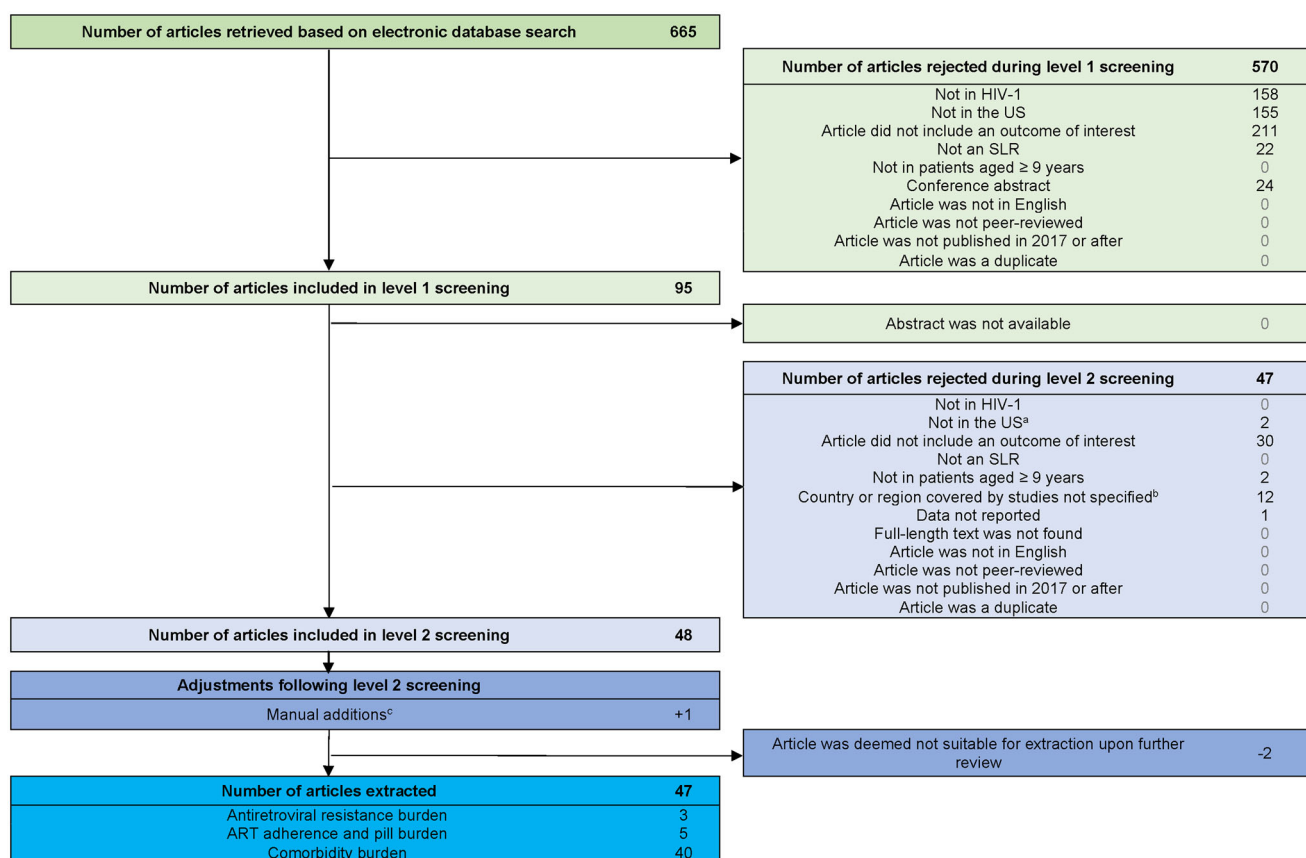 Number of articles retrieved based on electronic database search 665
Number of articles rejected during level 1 screening 570
Not in HIV-1 158
Not in the US 155
Article did not include an outcome of interest 211
Not an SLR 22
Not in patients aged ≥ 9 years 0
Conference abstract 24
Article was not in English 0
Article was not peer-reviewed 0
Article was not published in 2017 or after 0
Article was a duplicate 0
Number of articles included in level 1 screening 95
Abstract was not available 0
Number of articles rejected during level 2 screening 47
Not in HIV-1 0
Not in the USᵃ 2
Article did not include an outcome of interest 30
Not an SLR 0
Not in patients aged ≥ 9 years 2
Country or region covered by studies not specifiedᵇ 12
Data not reported 1
Full-length text was not found 0
Article was not in English 0
Article was not peer-reviewed 0
Article was not published in 2017 or after 0
Article was a duplicate 0
Number of articles included in level 2 screening 48
Adjustments following level 2 screening
Manual additionsᶜ +1
Article was deemed not suitable for extraction upon further
review -2
Number of articles extracted 47
Antiretroviral resistance burden 3
ART adherence and pill burden 5
Comorbidity burden 40